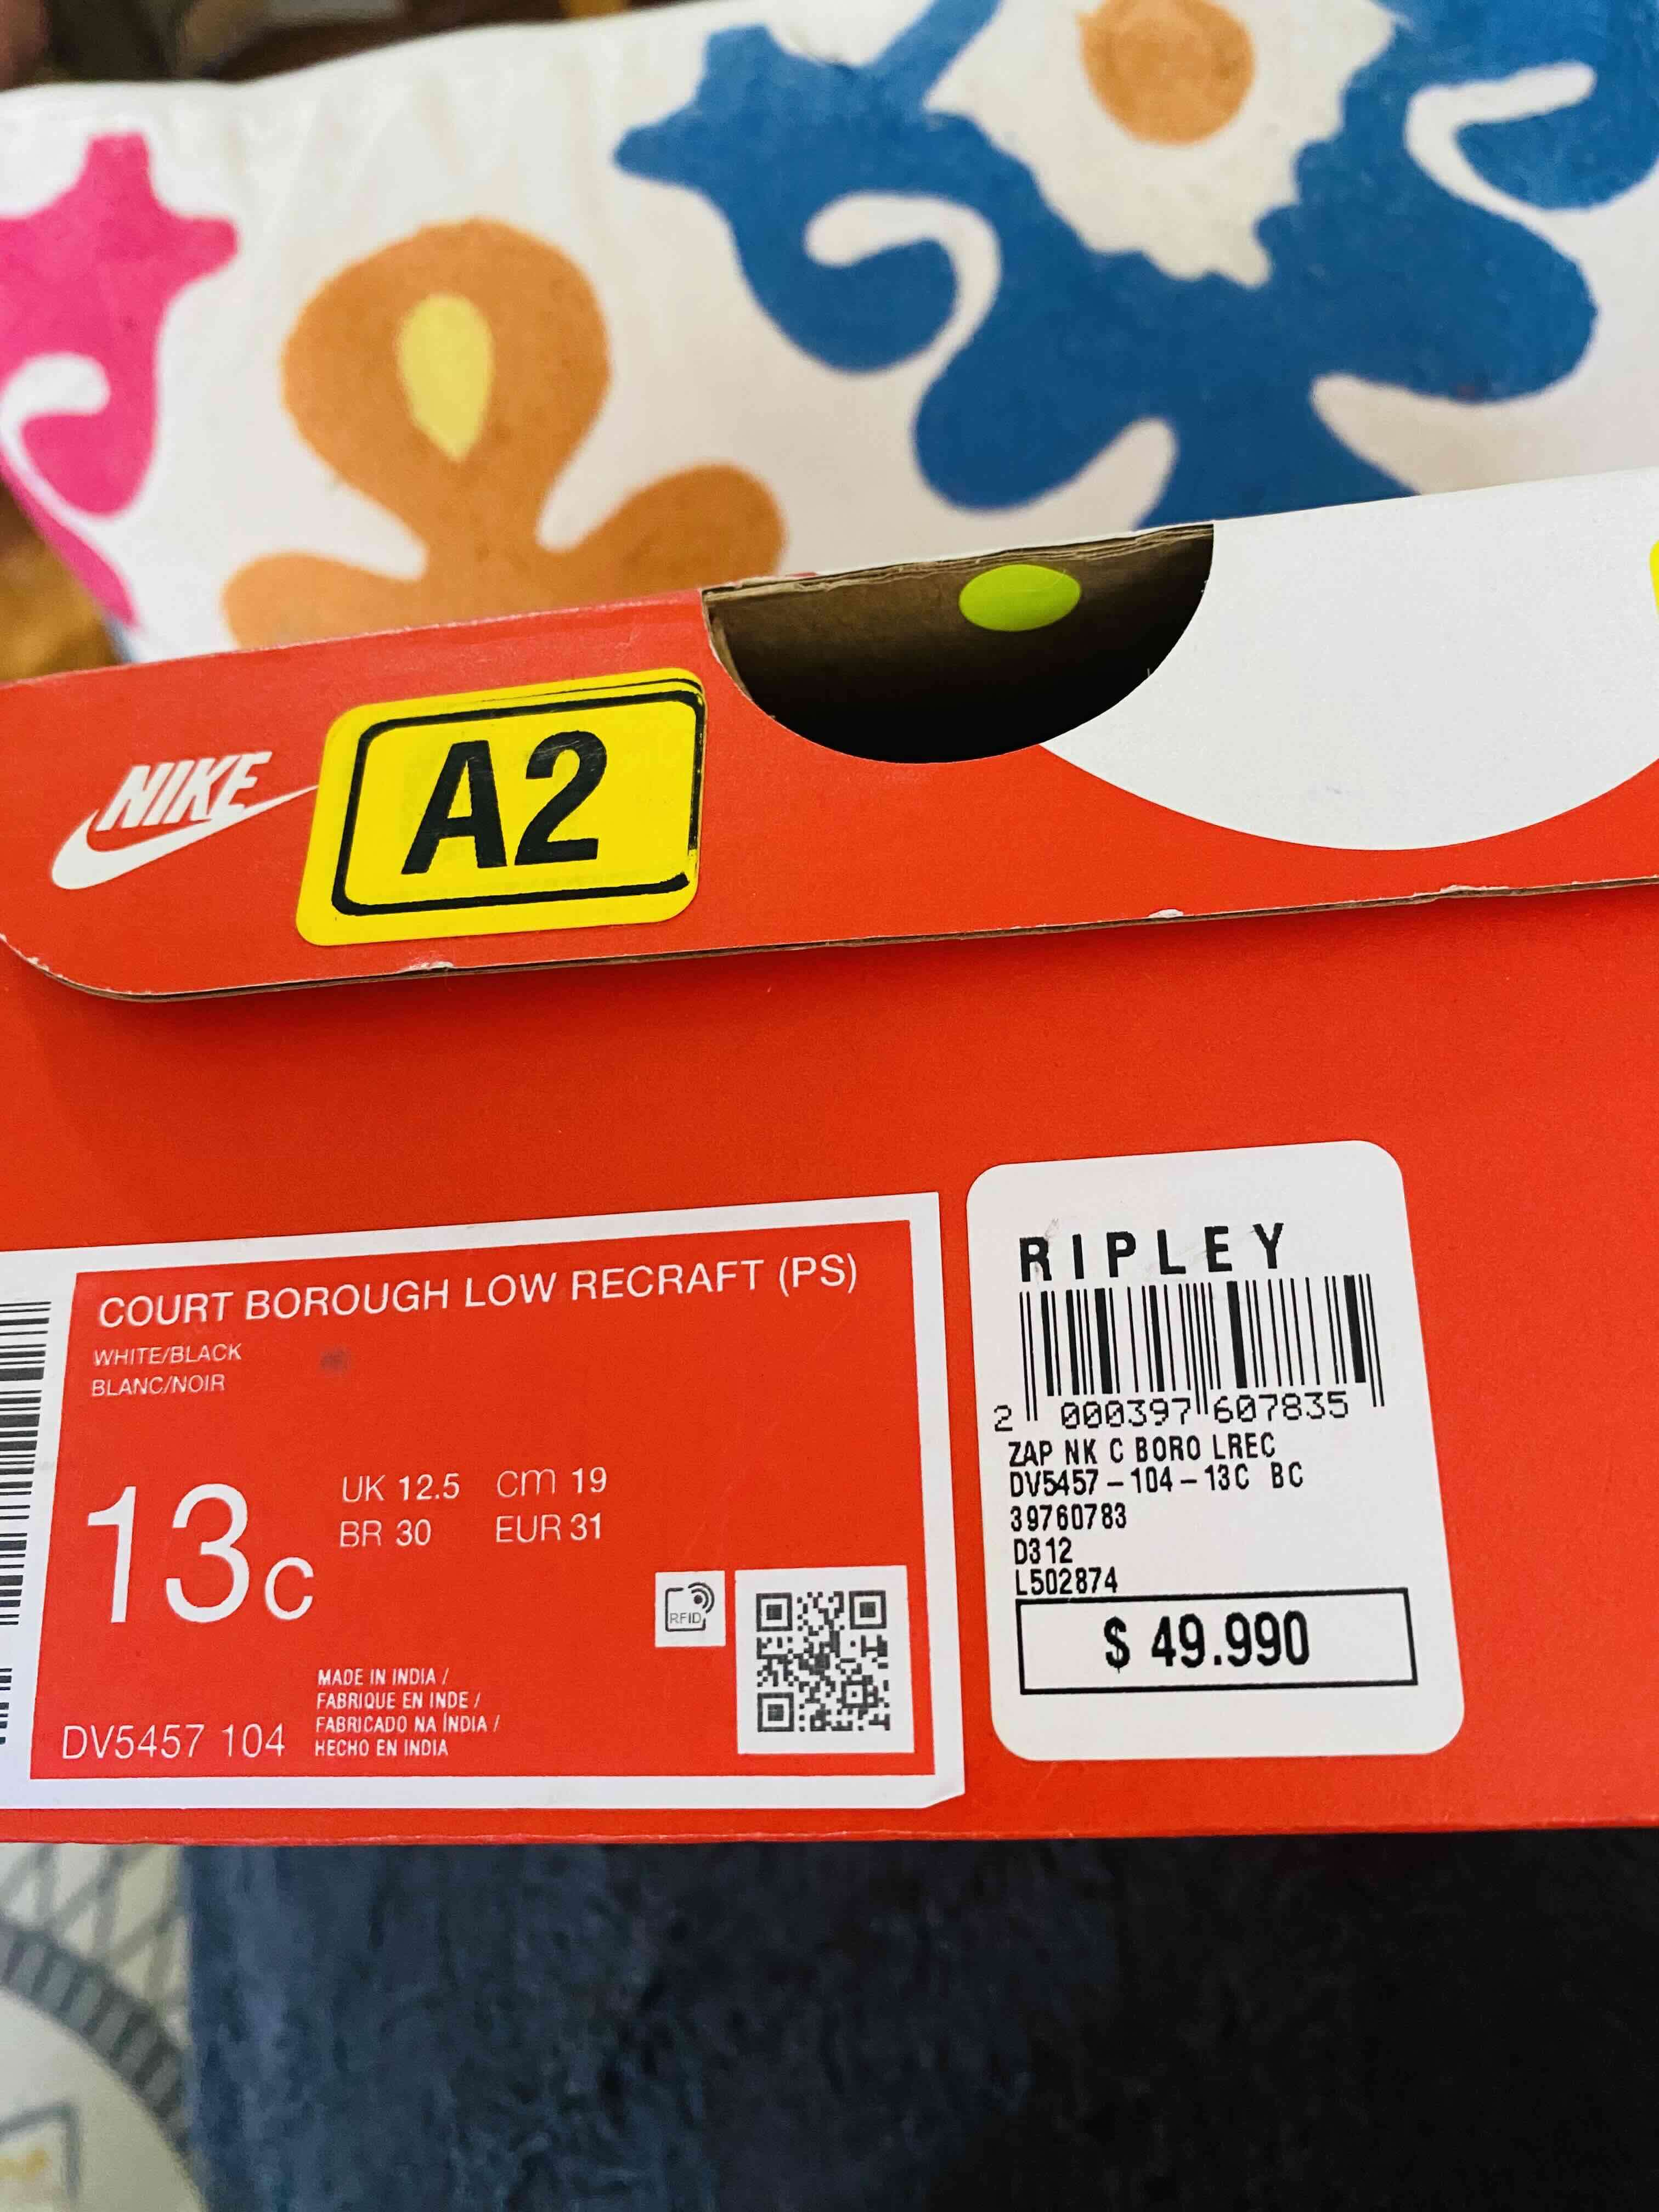 NIKE
A2
COURT BOROUGH LOW RECRAFT (PS)
WHITE/BLACK
BLANC/NOIR
13C
UK 12.5 cm 19
BR 30 EUR 31
RFID
MADE IN INDIA /
FABRIQUE EN INDE /
FABRICADO NA ÍNDIA /
HECHO EN INDIA
DV5457 104
RIPLEY
2 000397 607835
ZAP NK C BORO LREC
DV5457-104-13C BC
39760783
D312
L502874
$ 49.990